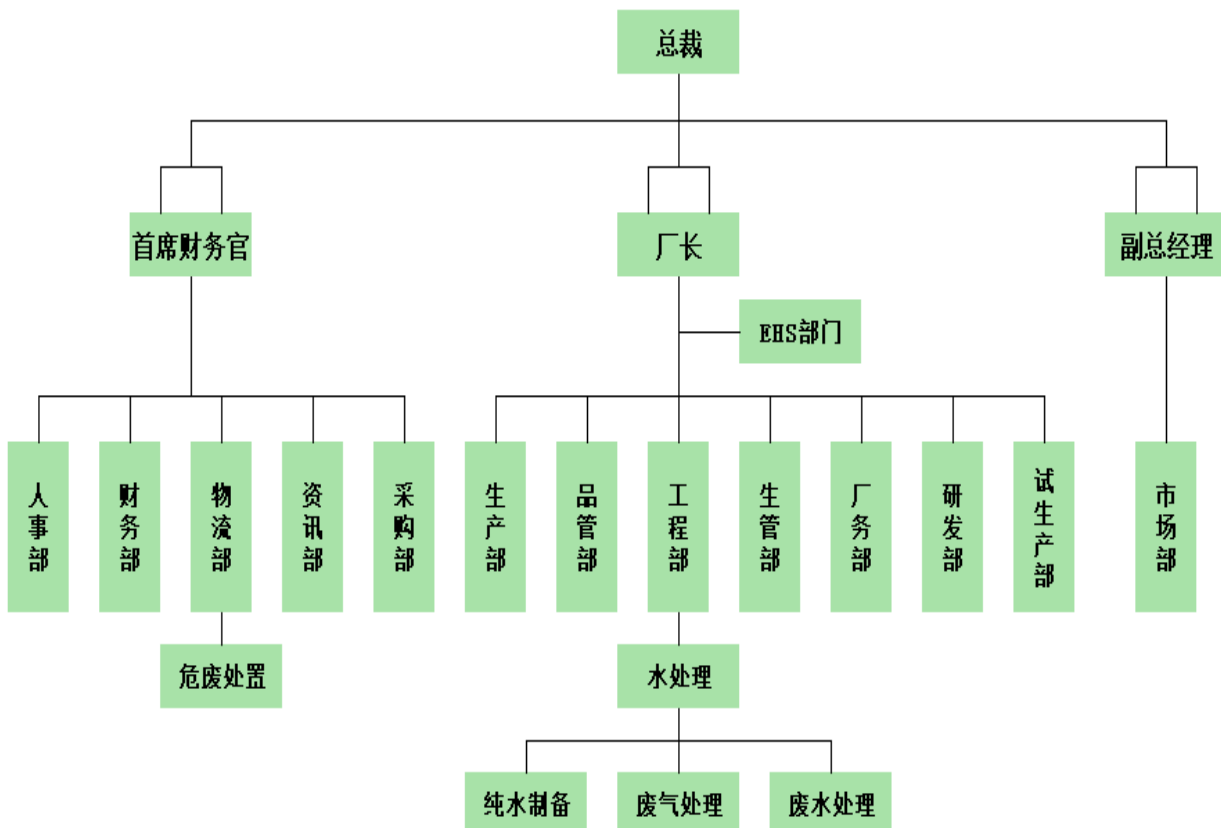 总裁
首席财务官
厂长
副总经理
EHS部门
人事部
财务部
物流部
资讯部
采购部
生产部
品管部
工程部
生管部
厂务部
研发部
试生产部
市场部
危废处置
水处理
纯水制备
废气处理
废水处理